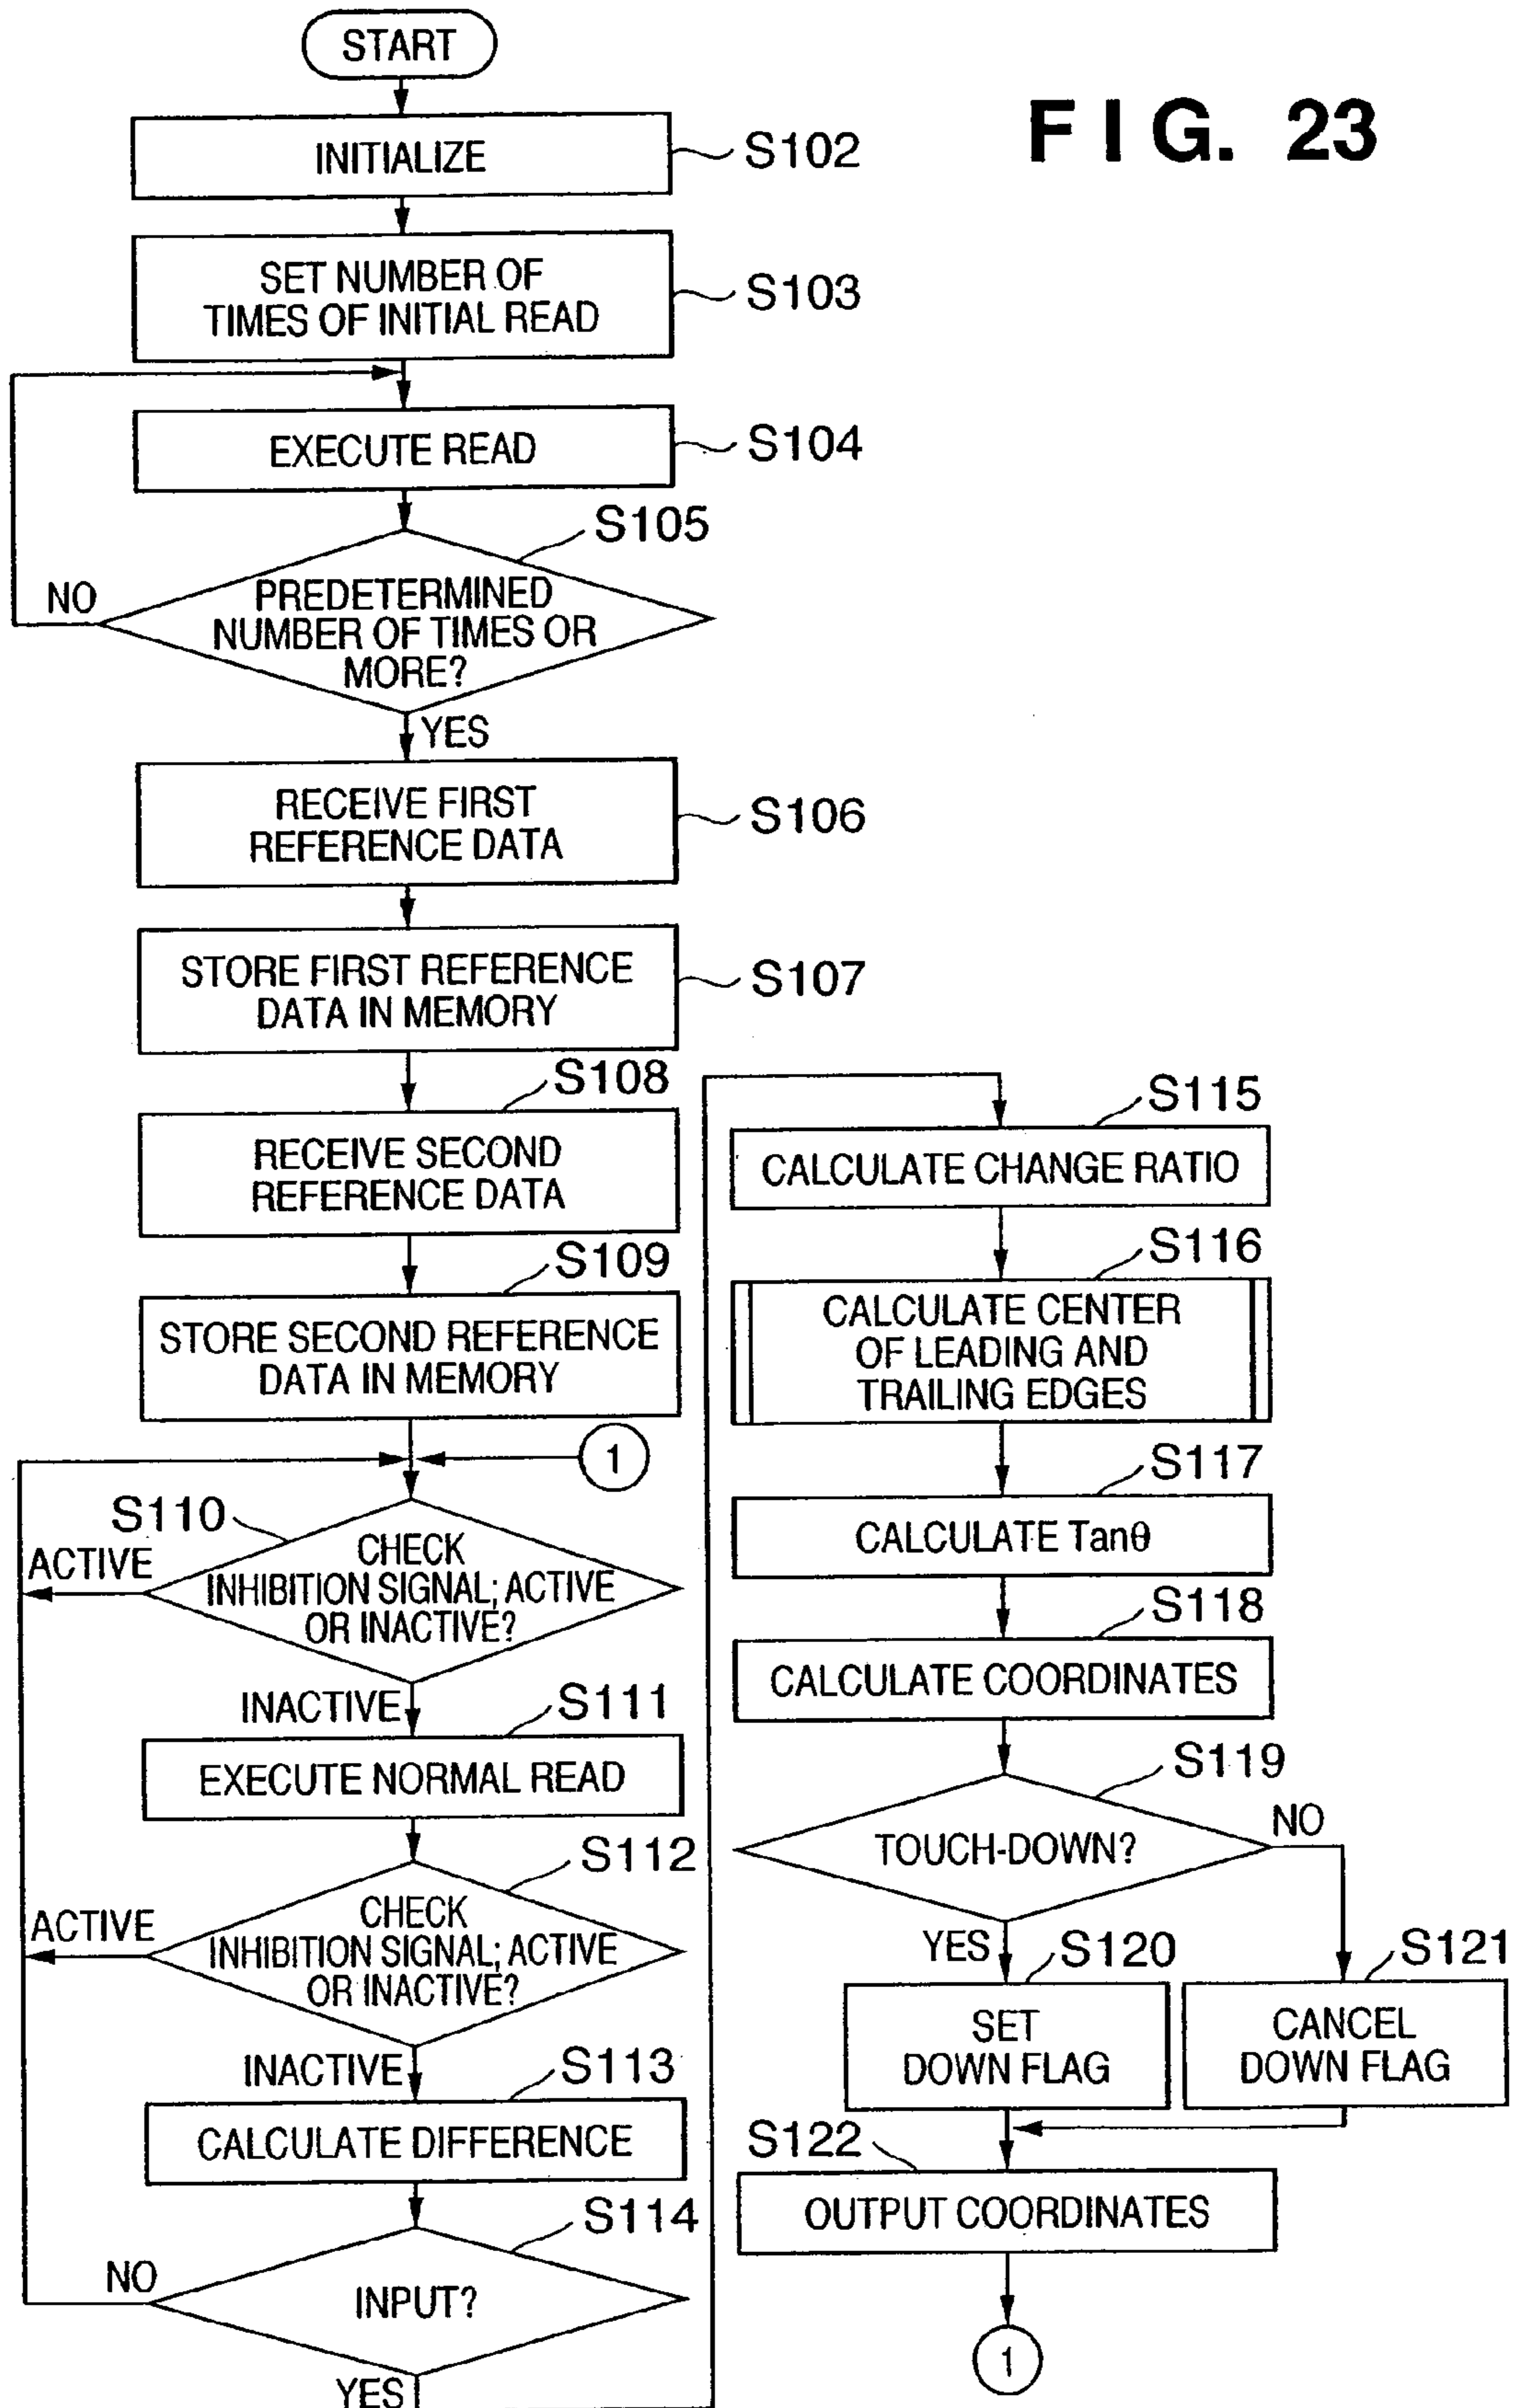 FIG. 23
START
INITIALIZE
S102
SET NUMBER OF
TIMES OF INITIAL READ
S103
EXECUTE READ
S104
S105
PREDETERMINED
NUMBER OF TIMES OR
MORE?
NO
YES
RECEIVE FIRST
REFERENCE DATA
S106
STORE FIRST REFERENCE
DATA IN MEMORY
S107
S108
RECEIVE SECOND
REFERENCE DATA
S109
STORE SECOND REFERENCE
DATA IN MEMORY
1
S110
CHECK
INHIBITION SIGNAL; ACTIVE
OR INACTIVE?
ACTIVE
INACTIVE
S111
EXECUTE NORMAL READ
S112
CHECK
INHIBITION SIGNAL; ACTIVE
OR INACTIVE?
ACTIVE
INACTIVE
S113
CALCULATE DIFFERENCE
S114
INPUT?
NO
YES
S115
CALCULATE CHANGE RATIO
S116
CALCULATE CENTER
OF LEADING AND
TRAILING EDGES
S117
CALCULATE Tanθ
S118
CALCULATE COORDINATES
S119
TOUCH-DOWN?
NO
YES
S120
SET
DOWN FLAG
S121
CANCEL
DOWN FLAG
S122
OUTPUT COORDINATES
1